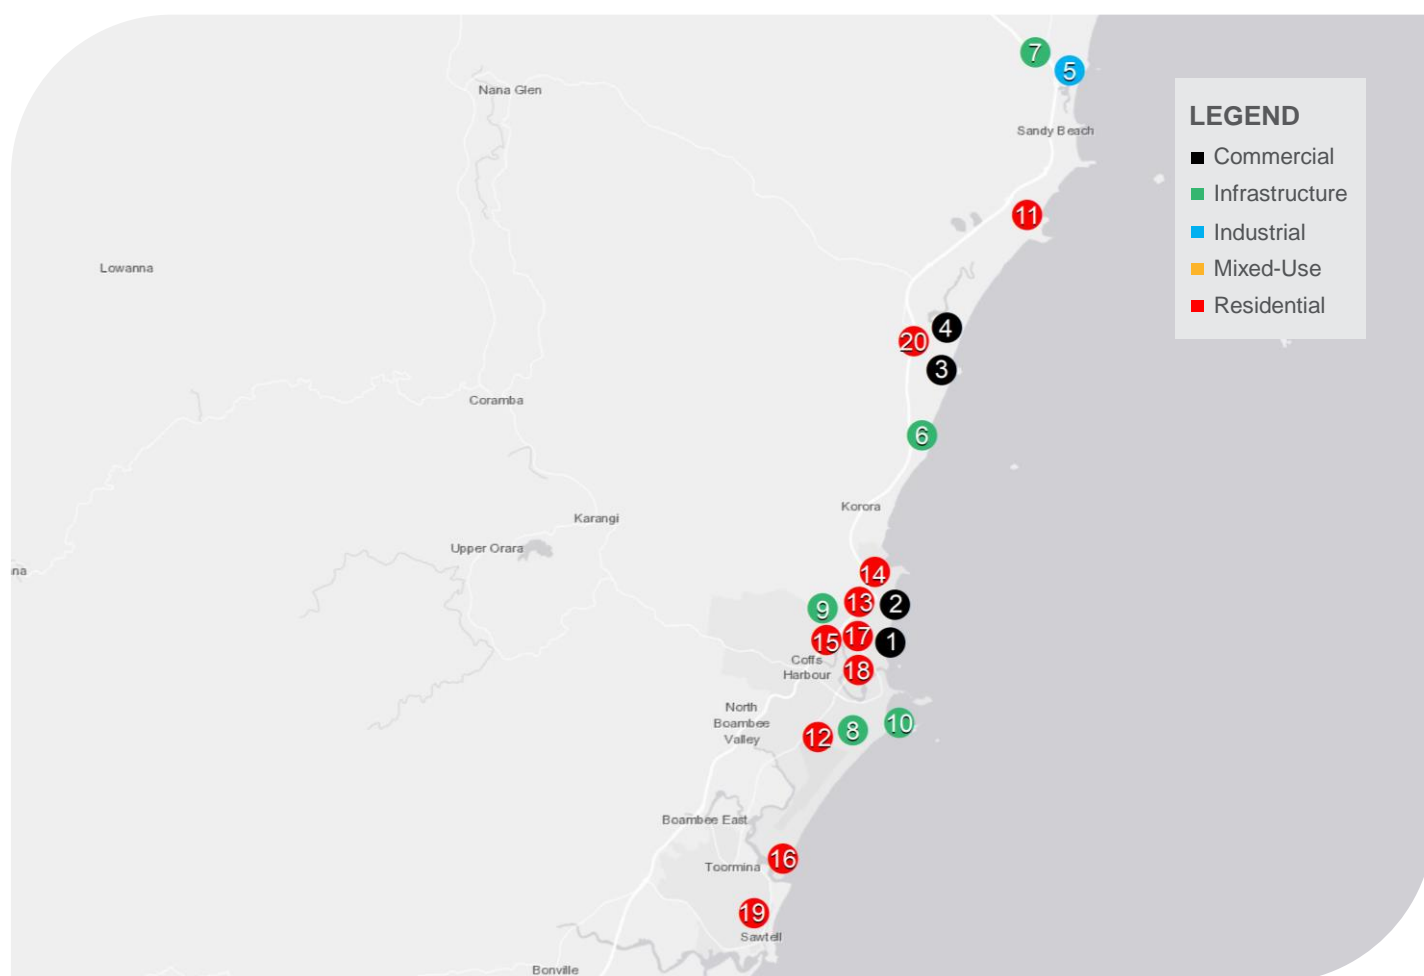 7
5
Nana Glen
LEGEND
Sandy Beach
Commercial
Infrastructure
11
Industrial
Lowanna
Mixed-Use
Residential
4
20
3
Coramba
6
Korora
Karangi
Upper Orara
na
14
13
2
9
17
1
15
Coffs
Harbour
18
North
Boambee
Valley
10
8
12
Boambee East
16
Toormina
19
Sawtell
Bonville